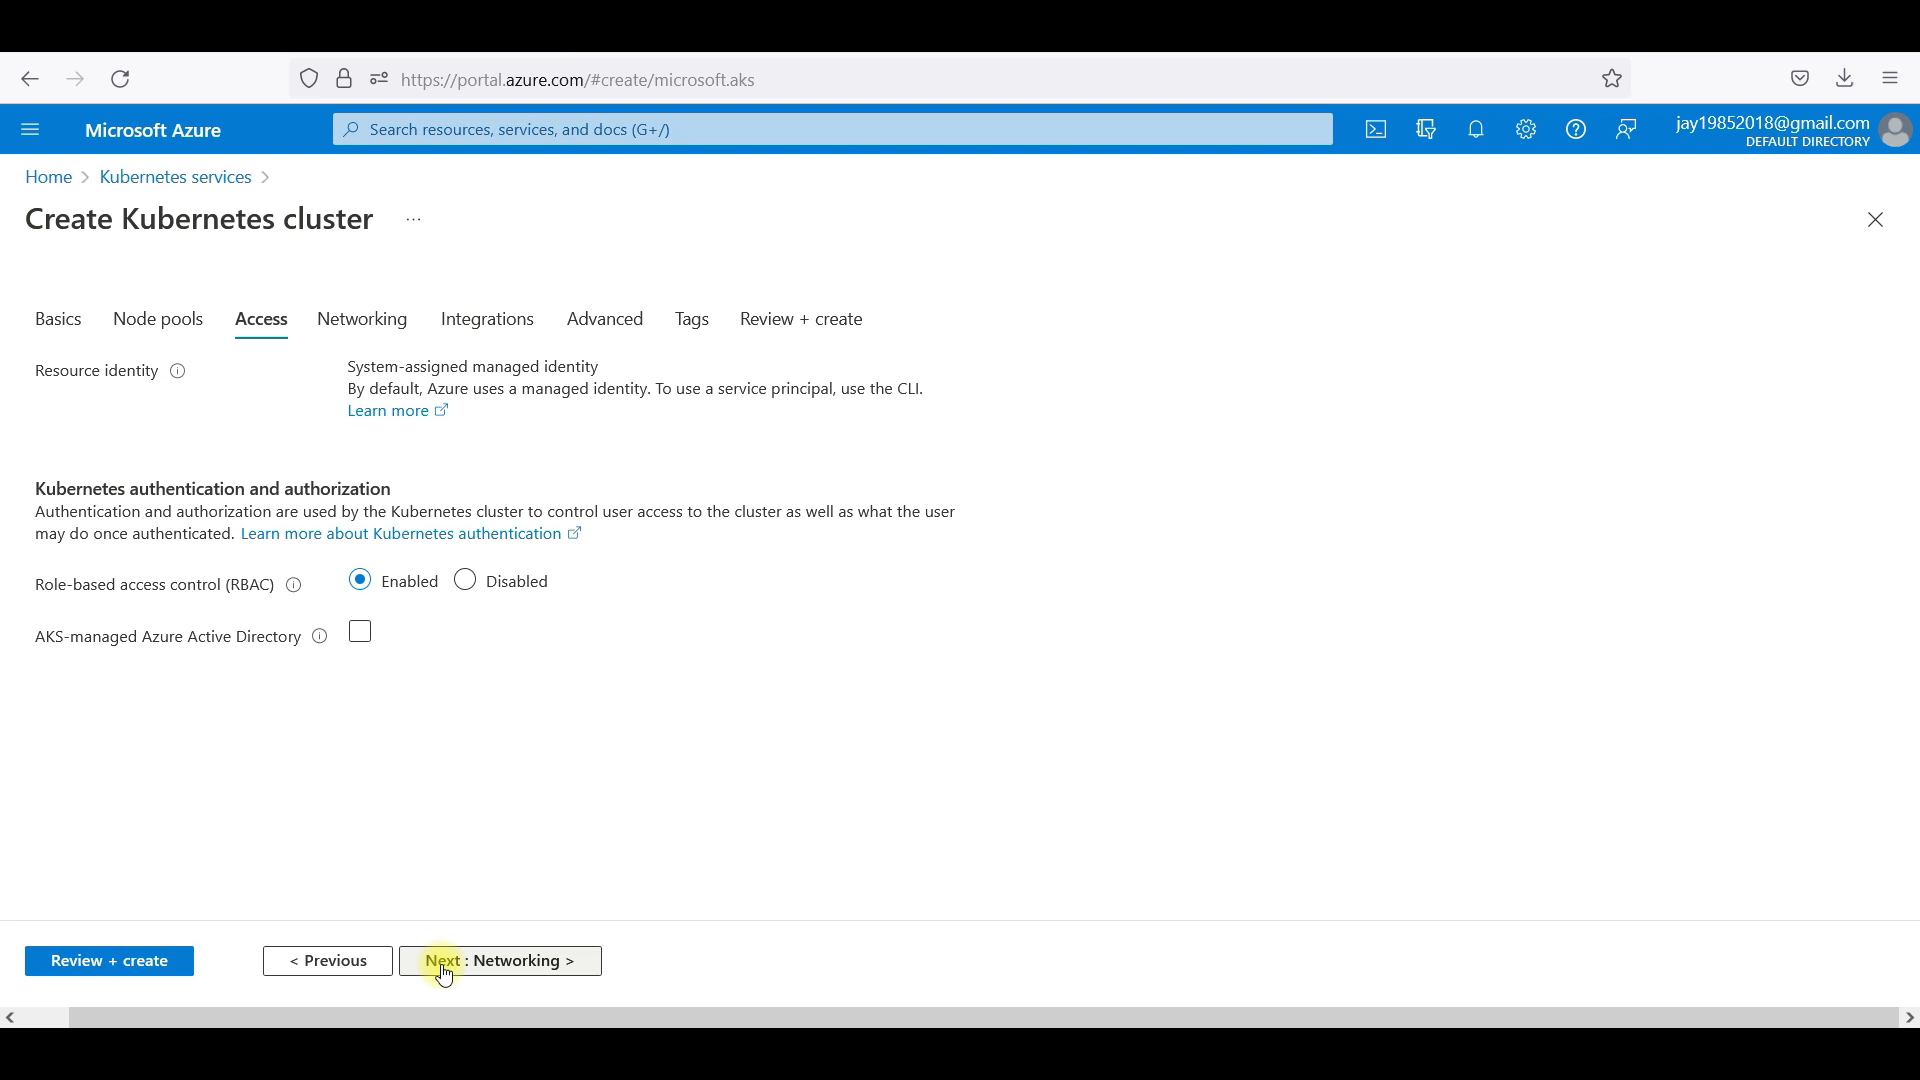 https://portal.azure.com/#create/microsoft.aks
Microsoft Azure
Search resources, services, and docs (G+/)
jay19852018@gmail.com
DEFAULT DIRECTORY
Home > Kubernetes services >
Create Kubernetes cluster ...
Basics Node pools Access Networking Integrations Advanced Tags Review + create
Resource identity
System-assigned managed identity
By default, Azure uses a managed identity. To use a service principal, use the CLI.
Learn more
Kubernetes authentication and authorization
Authentication and authorization are used by the Kubernetes cluster to control user access to the cluster as well as what the user
may do once authenticated. Learn more about Kubernetes authentication
Role-based access control (RBAC) Enabled Disabled
AKS-managed Azure Active Directory
Review + create < Previous Next : Networking >